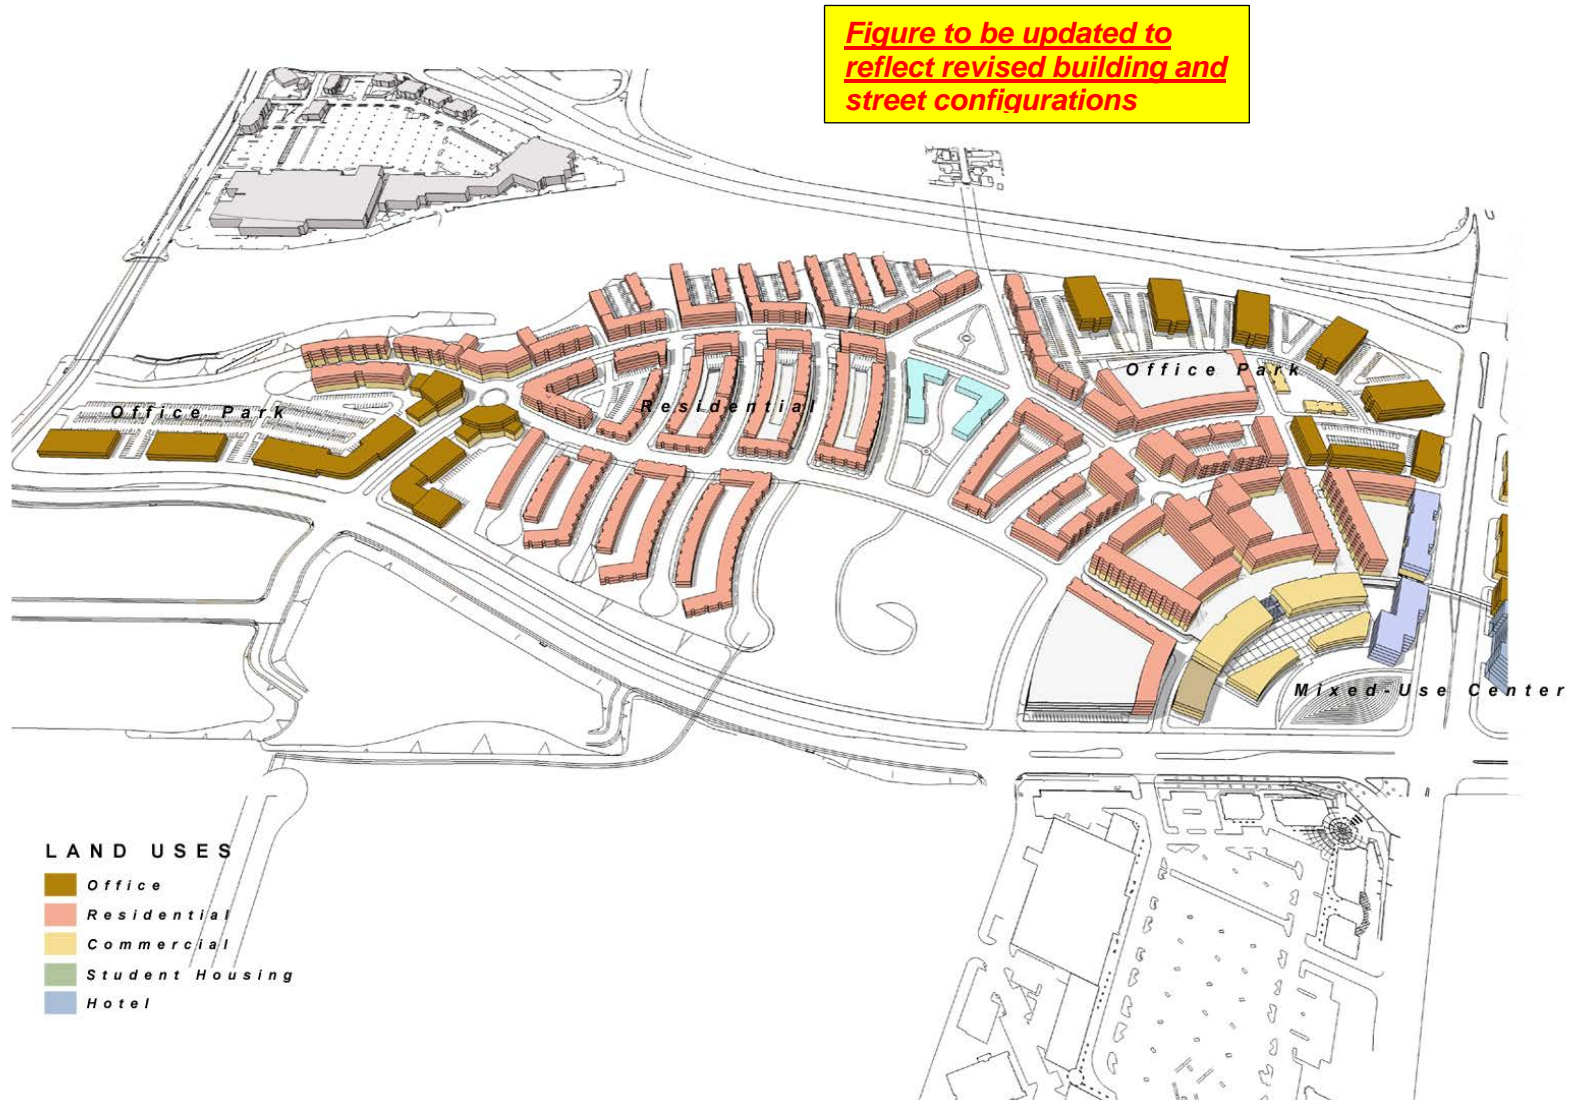 Figure to be updated to
reflect revised building and
street configurations
Office Park
Office Park
Residential
Mixed-Use Center
LAND USES
Office
Residential
Commercial
Student Housing
Hotel